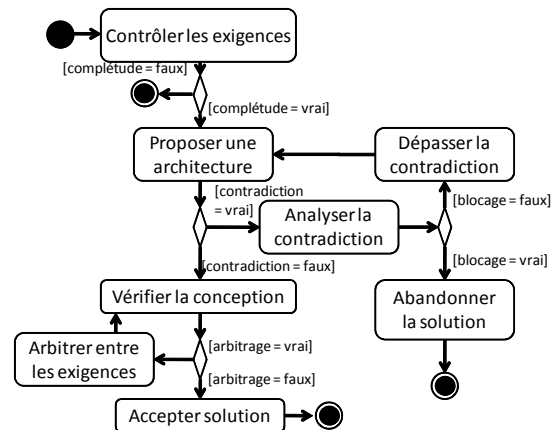 Contrôler les exigences
[complétude = faux]
[complétude = vrai]
Proposer une
architecture
Dépasser la
contradiction
[contradiction
= vrai]
Analyser la
contradiction
[blocage = faux]
[blocage = vrai]
[contradiction = faux]
Vérifier la conception
Abandonner
la solution
Arbitrer entre
les exigences
[arbitrage = vrai]
[arbitrage = faux]
Accepter solution